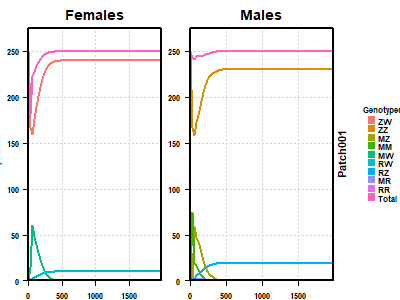 Females
Males
250
200
150
100
50
0
0
500
1000
1500
250
200
150
100
50
0
0
500
1000
1500
Patch001
Genotypes
ZW
ZZ
MZ
MM
MW
RW
RZ
MR
RR
Total